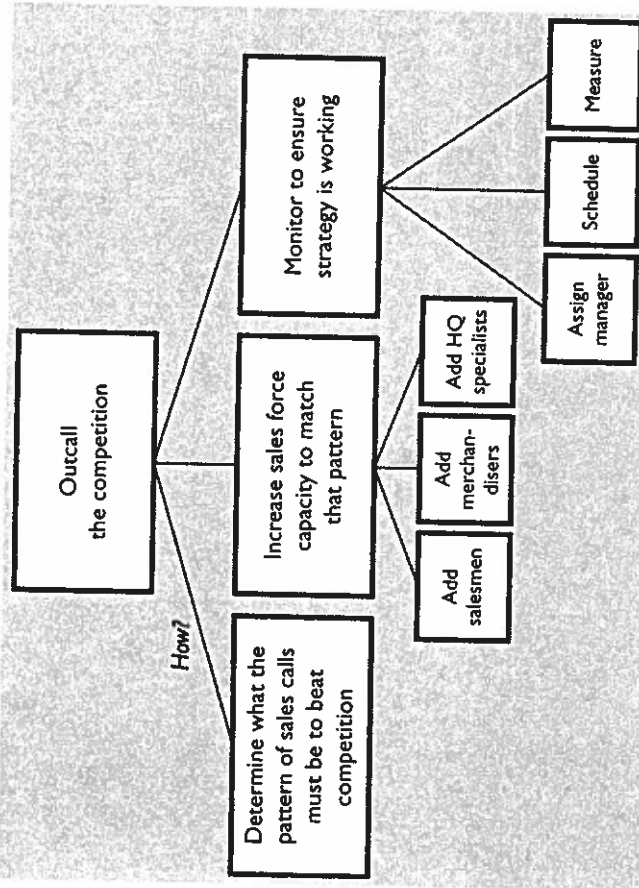 Outcall
the competition
How?
Determine what the
pattern of sales calls
must be to beat
competition
Increase sales force
capacity to match
that pattern
Monitor to ensure
strategy is working
Add
salesmen
Add
merchan-
disers
Add HQ
specialists
Assign
manager
Schedule
Measure